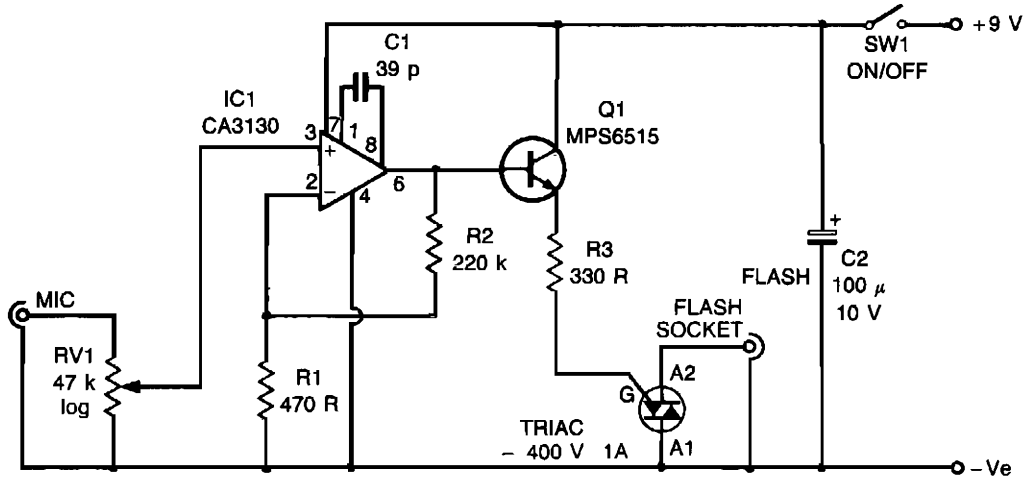 +9 V
SW1
ON/OFF
C1
39 p
IC1
CA3130
Q1
MPS6515
3
7
1
8
+
2
−
4
6
R2
220 k
R3
330 R
+
C2
100 µ
10 V
FLASH
FLASH
SOCKET
MIC
RV1
47 k
log
R1
470 R
A2
G
A1
TRIAC
– 400 V 1A
–Ve